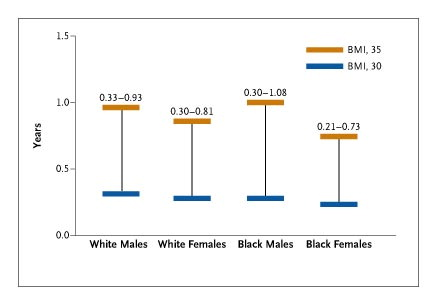 1.5
BMI, 35
BMI, 30
0.33–0.93
0.30–0.81
0.30–1.08
0.21–0.73
1.0
0.5
0.0
Years
White Males
White Females
Black Males
Black Females